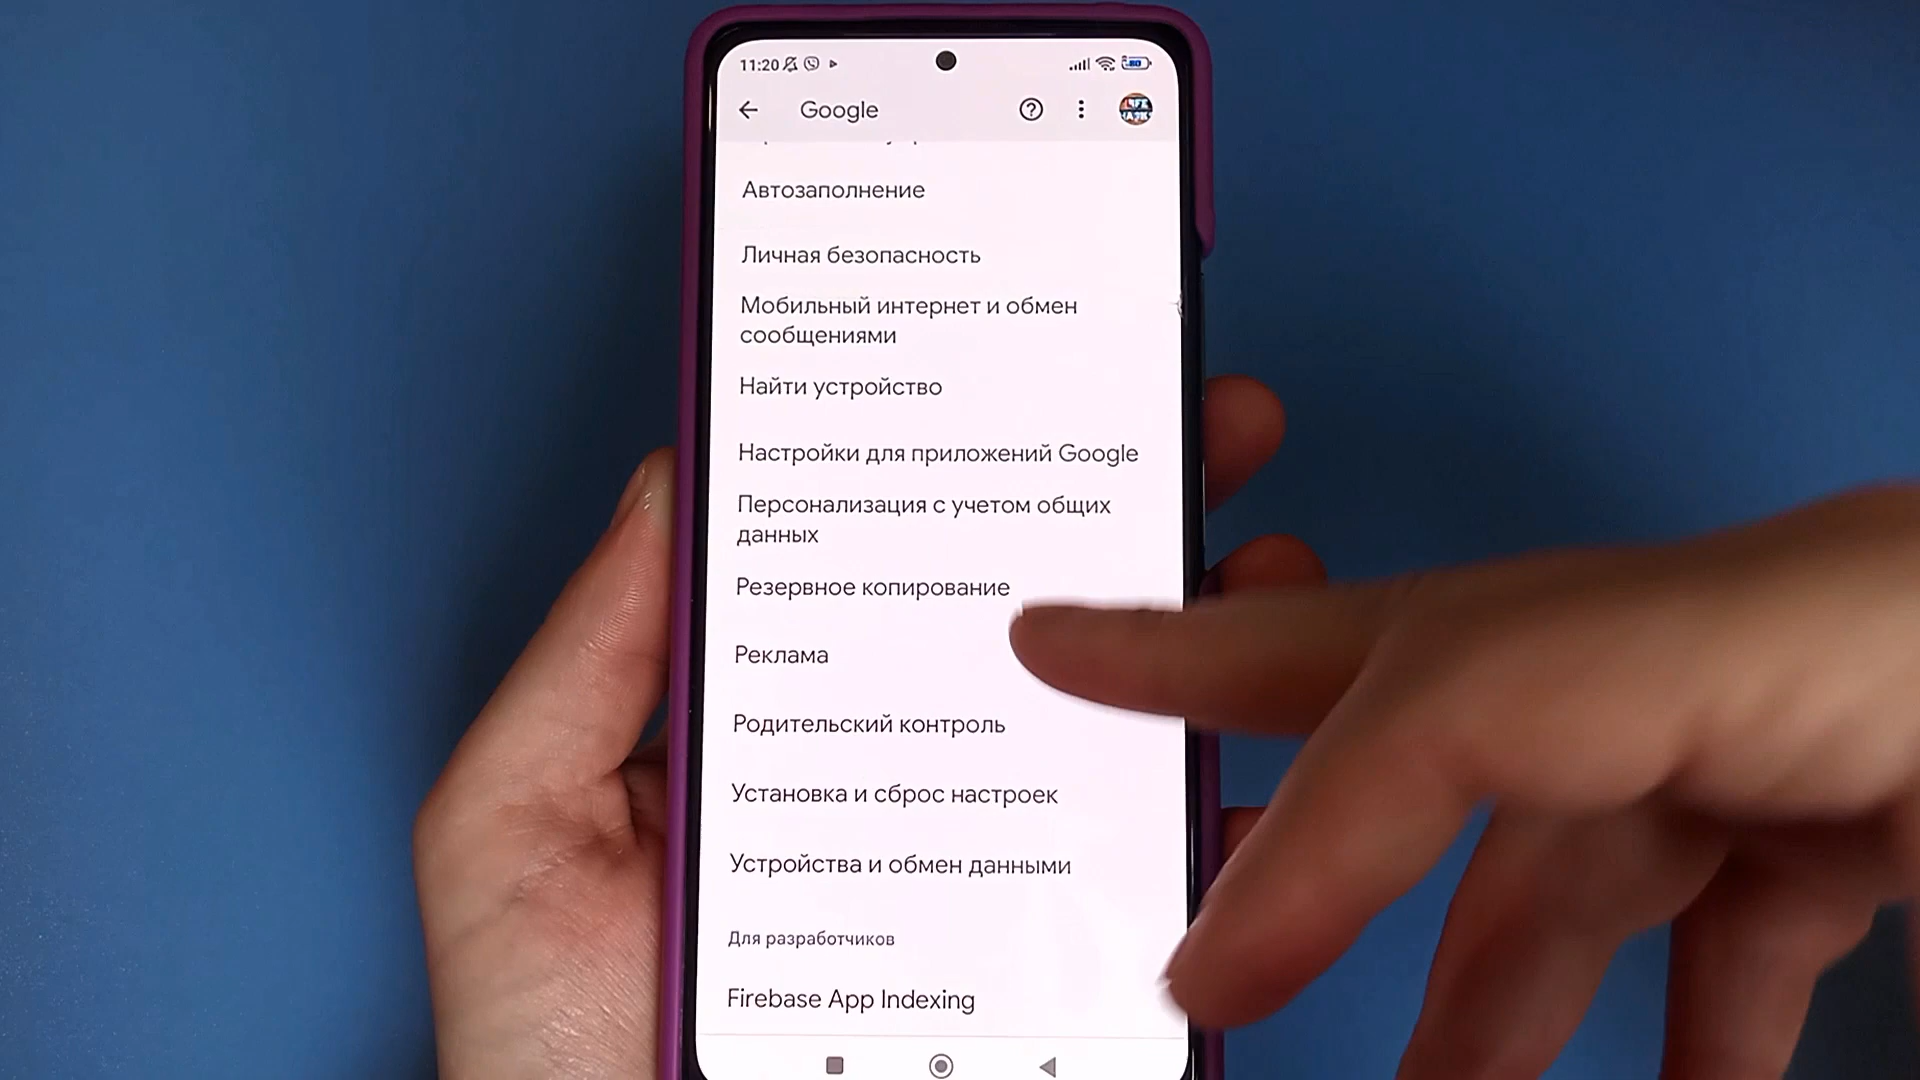 11:20
80
Google
Автозаполнение
Личная безопасность
Мобильный интернет и обмен
сообщениями
Найти устройство
Настройки для приложений Google
Персонализация с учетом общих
данных
Резервное копирование
Реклама
Родительский контроль
Установка и сброс настроек
Устройства и обмен данными
Для разработчиков
Firebase App Indexing